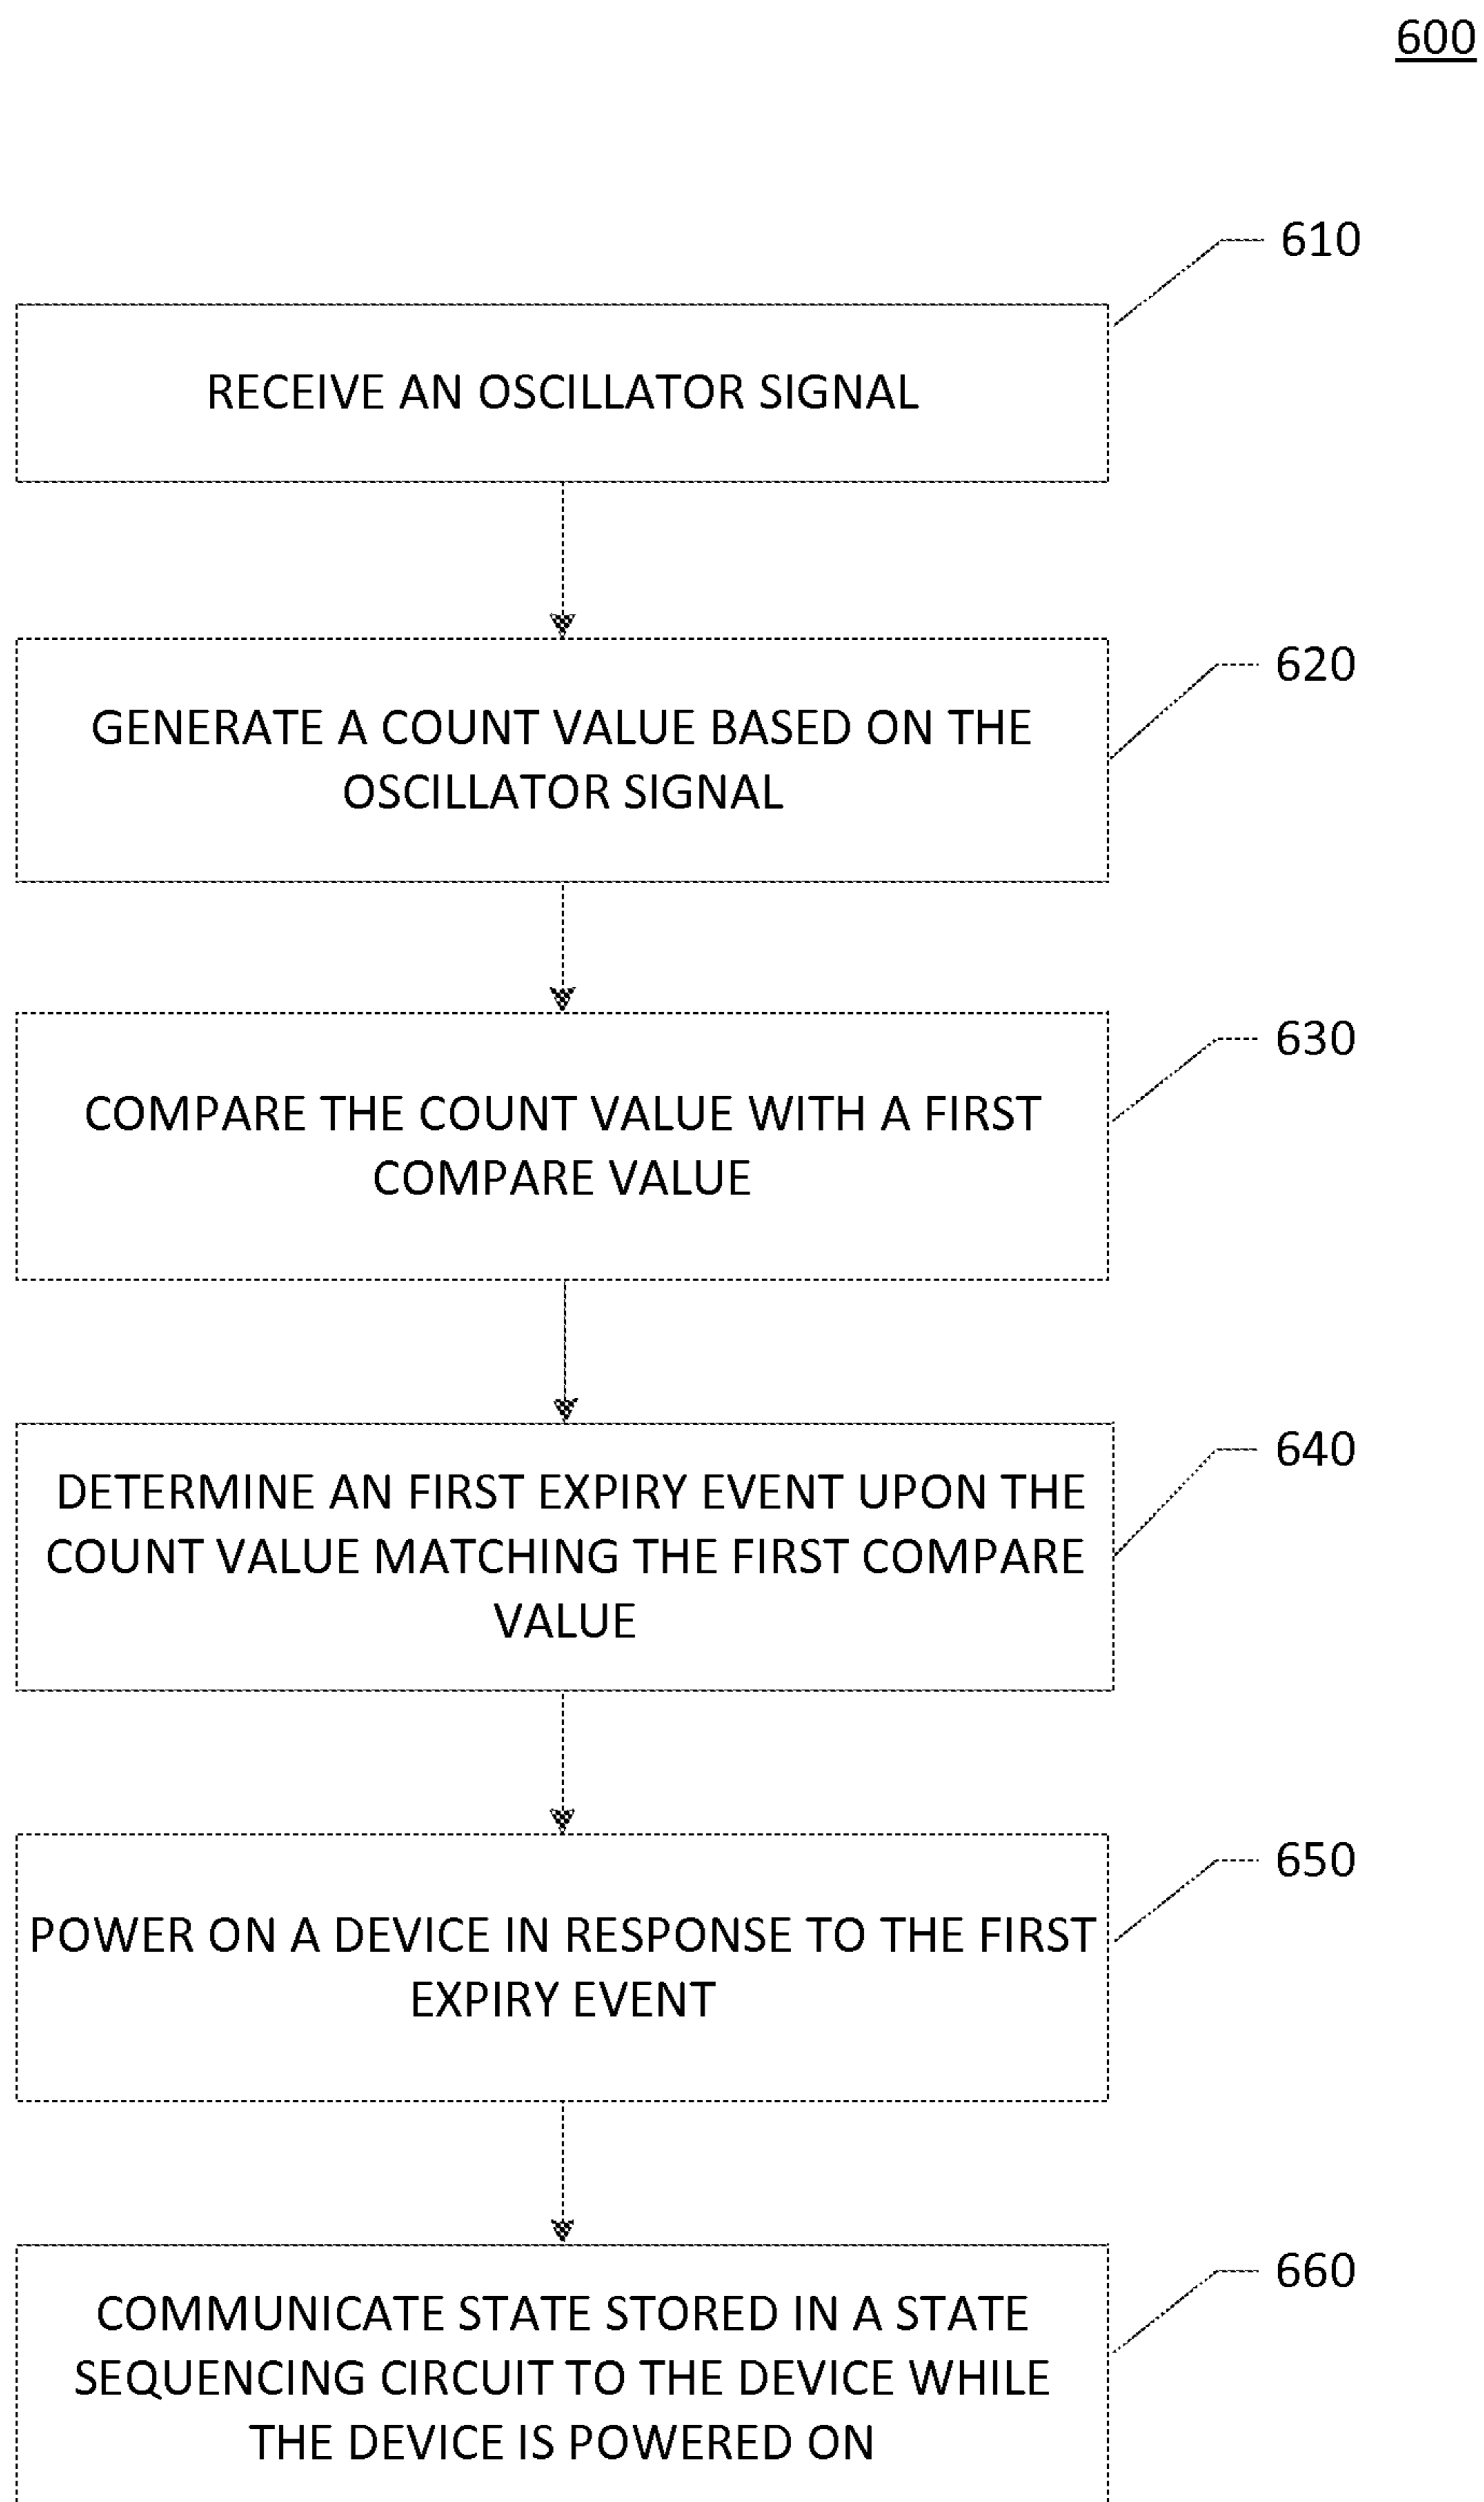 600
610
RECEIVE AN OSCILLATOR SIGNAL
620
GENERATE A COUNT VALUE BASED ON THE
OSCILLATOR SIGNAL
630
COMPARE THE COUNT VALUE WITH A FIRST
COMPARE VALUE
640
DETERMINE AN FIRST EXPIRY EVENT UPON THE
COUNT VALUE MATCHING THE FIRST COMPARE
VALUE
650
POWER ON A DEVICE IN RESPONSE TO THE FIRST
EXPIRY EVENT
660
COMMUNICATE STATE STORED IN A STATE
SEQUENCING CIRCUIT TO THE DEVICE WHILE
THE DEVICE IS POWERED ON